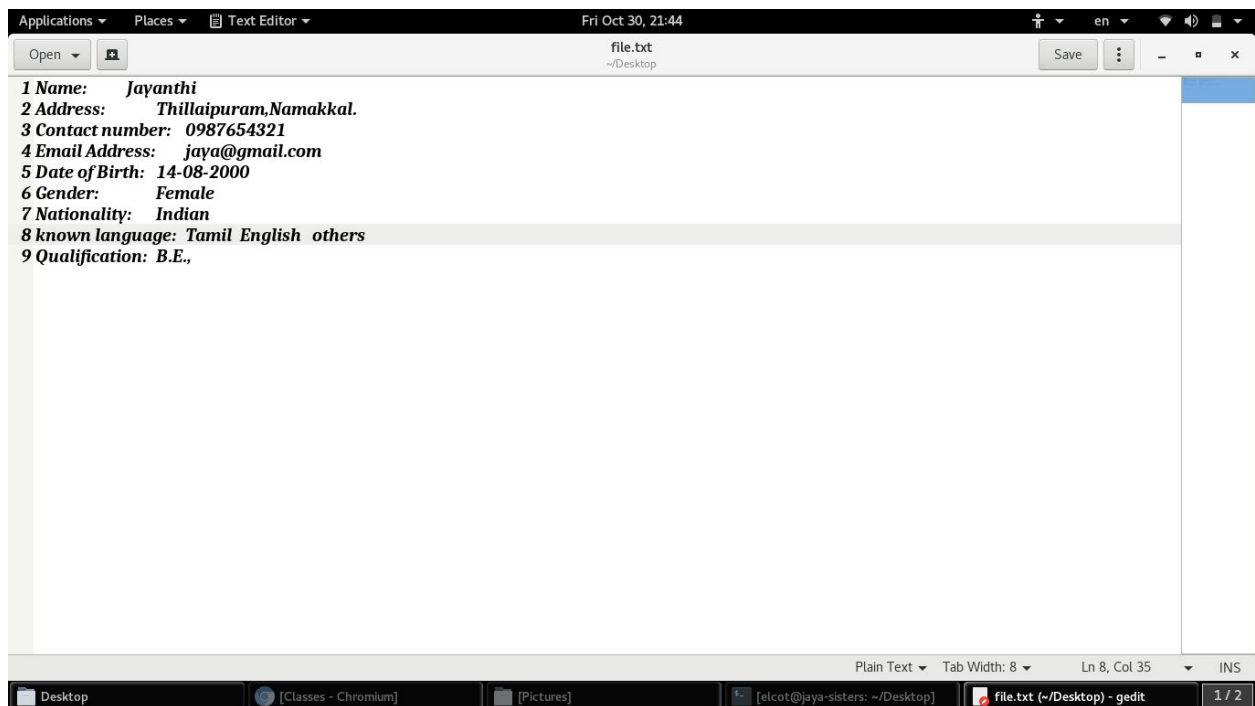 Applications Places Text Editor Fri Oct 30, 21:44 en
Open file.txt Save
~/Desktop
1 Name: Jayanthi
2 Address: Thillaipuram,Namakkal.
3 Contact number: 0987654321
4 Email Address: jaya@gmail.com
5 Date of Birth: 14-08-2000
6 Gender: Female
7 Nationality: Indian
8 known language: Tamil English others
9 Qualification: B.E.,
Plain Text Tab Width: 8 Ln 8, Col 35 INS
Desktop [Classes - Chromium] [Pictures] [elcot@jaya-sisters: ~/Desktop] file.txt (~/Desktop) - gedit 1 / 2